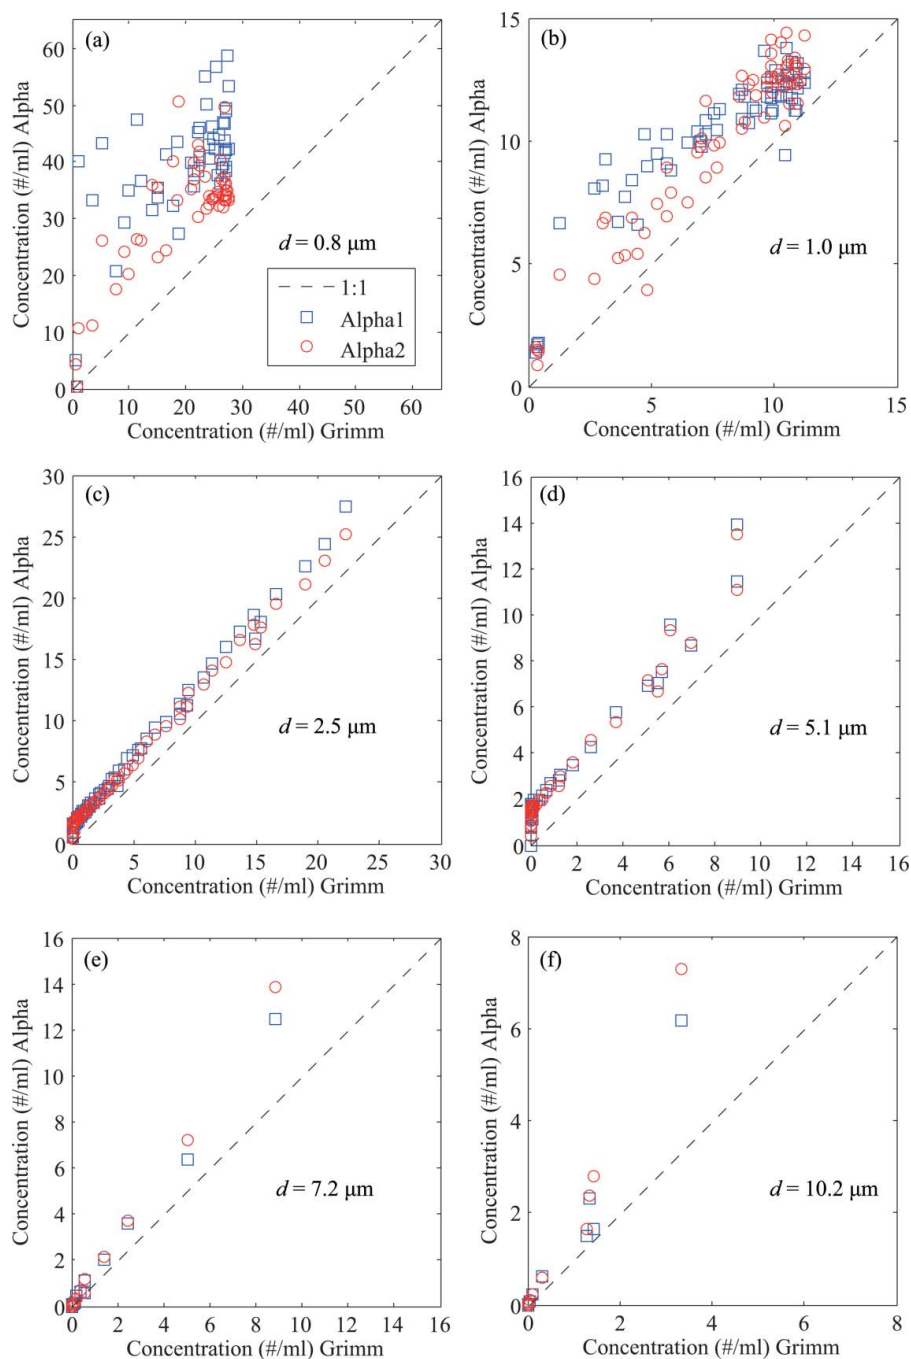 (a)
Concentration (#/ml) Alpha
60
50
40
30
20
10
0
d = 0.8 μm
1:1
Alpha1
Alpha2
0 10 20 30 40 50 60
Concentration (#/ml) Grimm
(b)
Concentration (#/ml) Alpha
15
10
5
0
d = 1.0 μm
0 5 10 15
Concentration (#/ml) Grimm
(c)
Concentration (#/ml) Alpha
30
25
20
15
10
5
0
d = 2.5 μm
0 5 10 15 20 25 30
Concentration (#/ml) Grimm
(d)
Concentration (#/ml) Alpha
16
14
12
10
8
6
4
2
0
d = 5.1 μm
0 2 4 6 8 10 12 14 16
Concentration (#/ml) Grimm
(e)
Concentration (#/ml) Alpha
16
14
12
10
8
6
4
2
0
d = 7.2 μm
0 2 4 6 8 10 12 14 16
Concentration (#/ml) Grimm
(f)
Concentration (#/ml) Alpha
8
6
4
2
0
d = 10.2 μm
0 2 4 6 8
Concentration (#/ml) Grimm